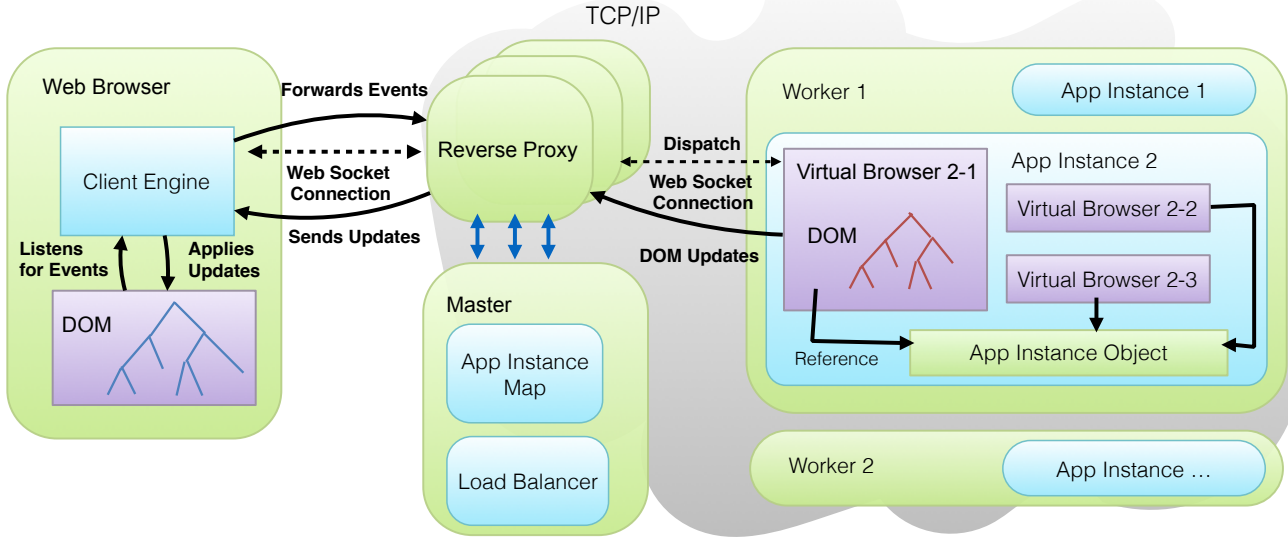 TCP/IP
Web Browser
Client Engine
Listens
for Events
Applies
Updates
DOM
Forwards Events
Web Socket
Connection
Sends Updates
Reverse Proxy
Master
App Instance
Map
Load Balancer
Dispatch
Web Socket
Connection
DOM Updates
Worker 1
App Instance 1
App Instance 2
Virtual Browser 2-1
DOM
Virtual Browser 2-2
Virtual Browser 2-3
Reference
App Instance Object
Worker 2
App Instance …